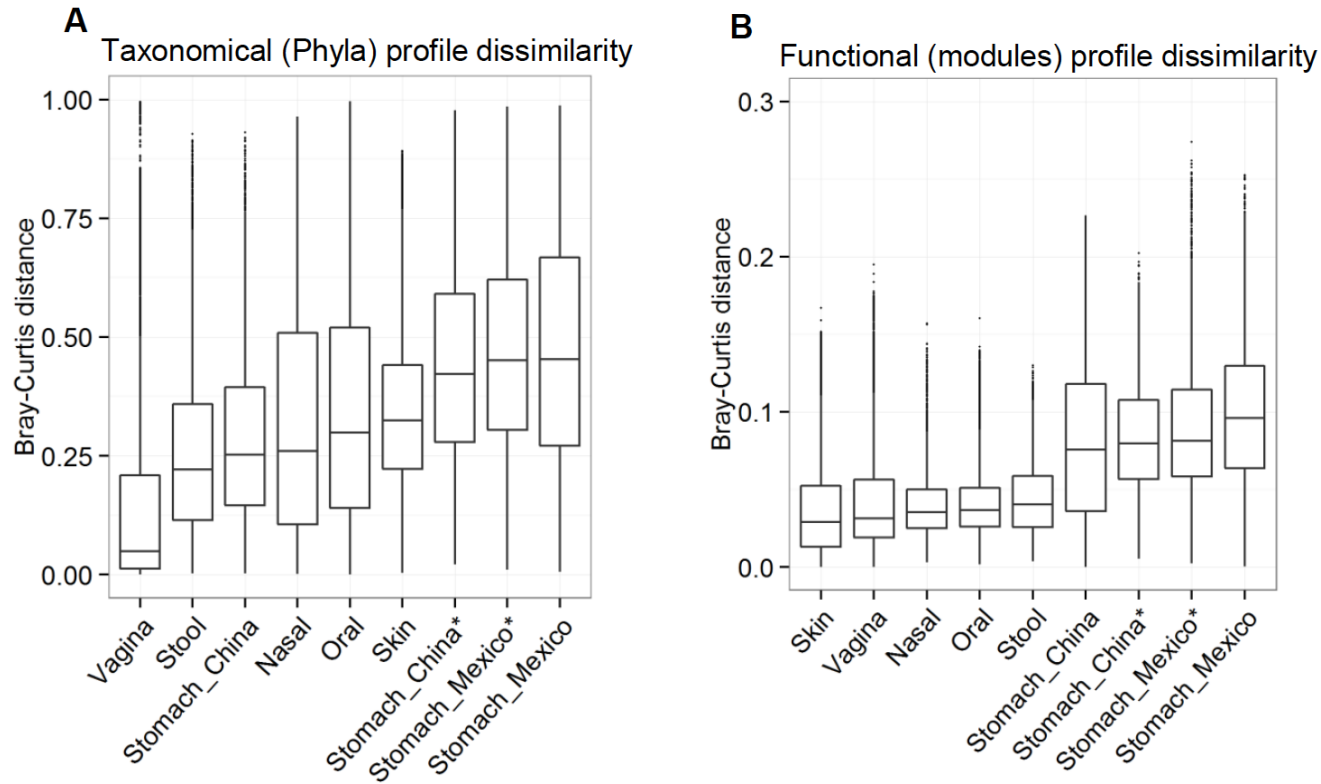 A
Taxonomical (Phyla) profile dissimilarity
Bray-Curtis distance
1.00
0.75
0.50
0.25
0.00
Vagina
Stool
Stomach_China
Nasal
Oral
Skin
Stomach_China*
Stomach_Mexico*
Stomach_Mexico
B
Functional (modules) profile dissimilarity
Bray-Curtis distance
0.3
0.2
0.1
0.0
Skin
Vagina
Nasal
Oral
Stool
Stomach_China
Stomach_China*
Stomach_Mexico*
Stomach_Mexico